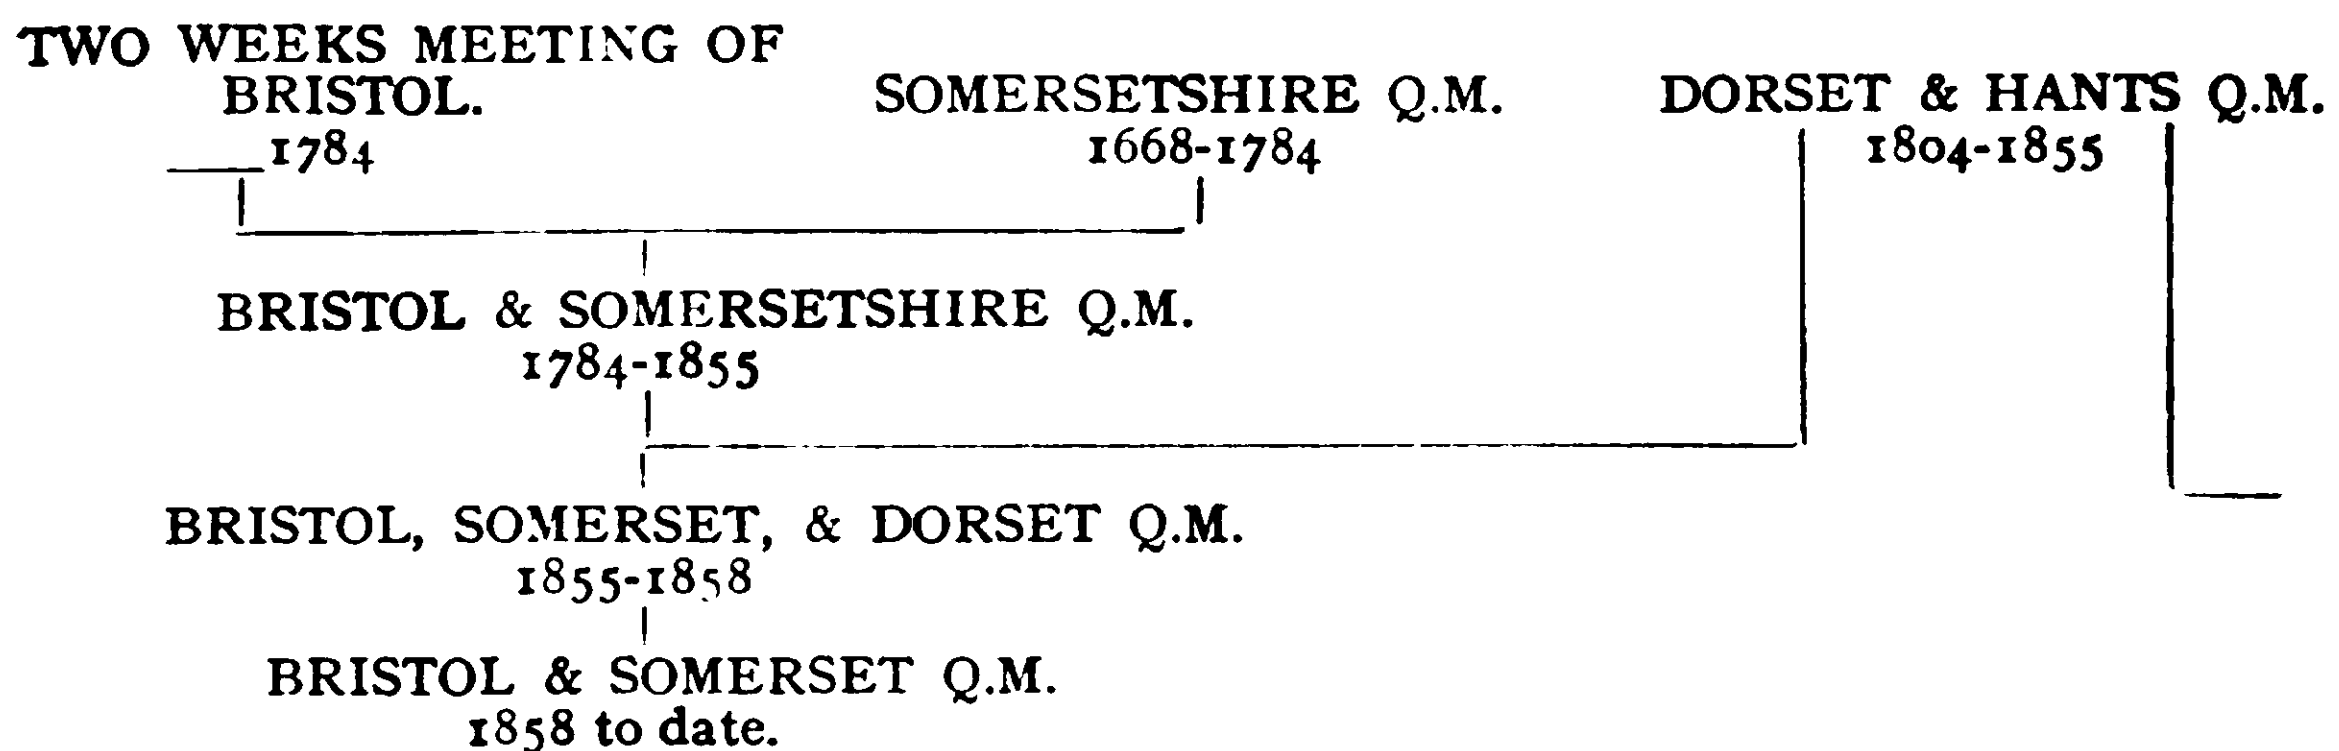 TWO WEEKS MEETING OF
BRISTOL.
1784
SOMERSETSHIRE Q.M.
1668-1784
DORSET & HANTS Q.M.
1804-1855
BRISTOL & SOMERSETSHIRE Q.M.
1784-1855
BRISTOL, SOMERSET, & DORSET Q.M.
1855-1858
BRISTOL & SOMERSET Q.M.
1858 to date.